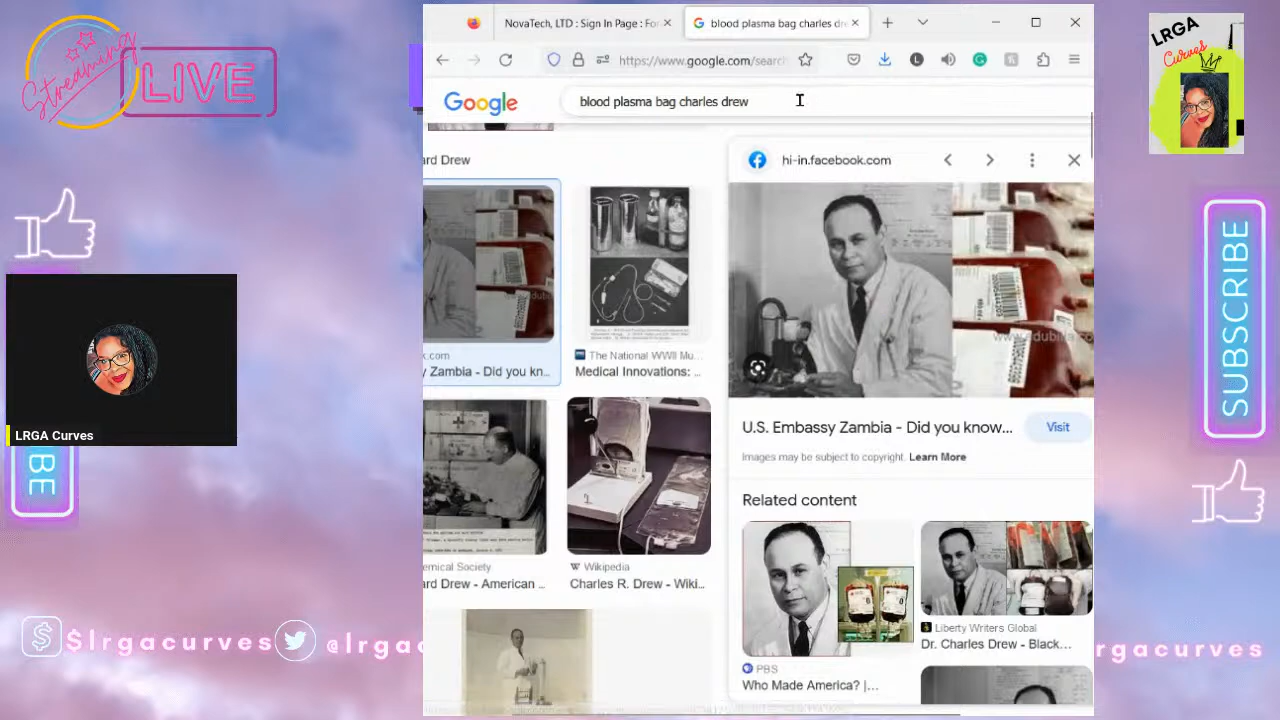 Streaming
LIVE
NovaTech, LTD : Sign In Page : For
blood plasma bag charles dre
https://www.google.com/search
Google
blood plasma bag charles drew
LRGA
Curves
ard Drew
hi-in.facebook.com
k.com
y Zambia - Did you kn...
The National WWII Mu...
Medical Innovations: ...
U.S. Embassy Zambia - Did you know...
Visit
Images may be subject to copyright. Learn More
Related content
SUBSCRIBE
LRGA Curves
BE
emical Society
ard Drew - American ...
Wikipedia
Charles R. Drew - Wiki...
PBS
Who Made America? |...
Liberty Writers Global
Dr. Charles Drew - Black...
$lrgacurves
@lrga
rgacurves